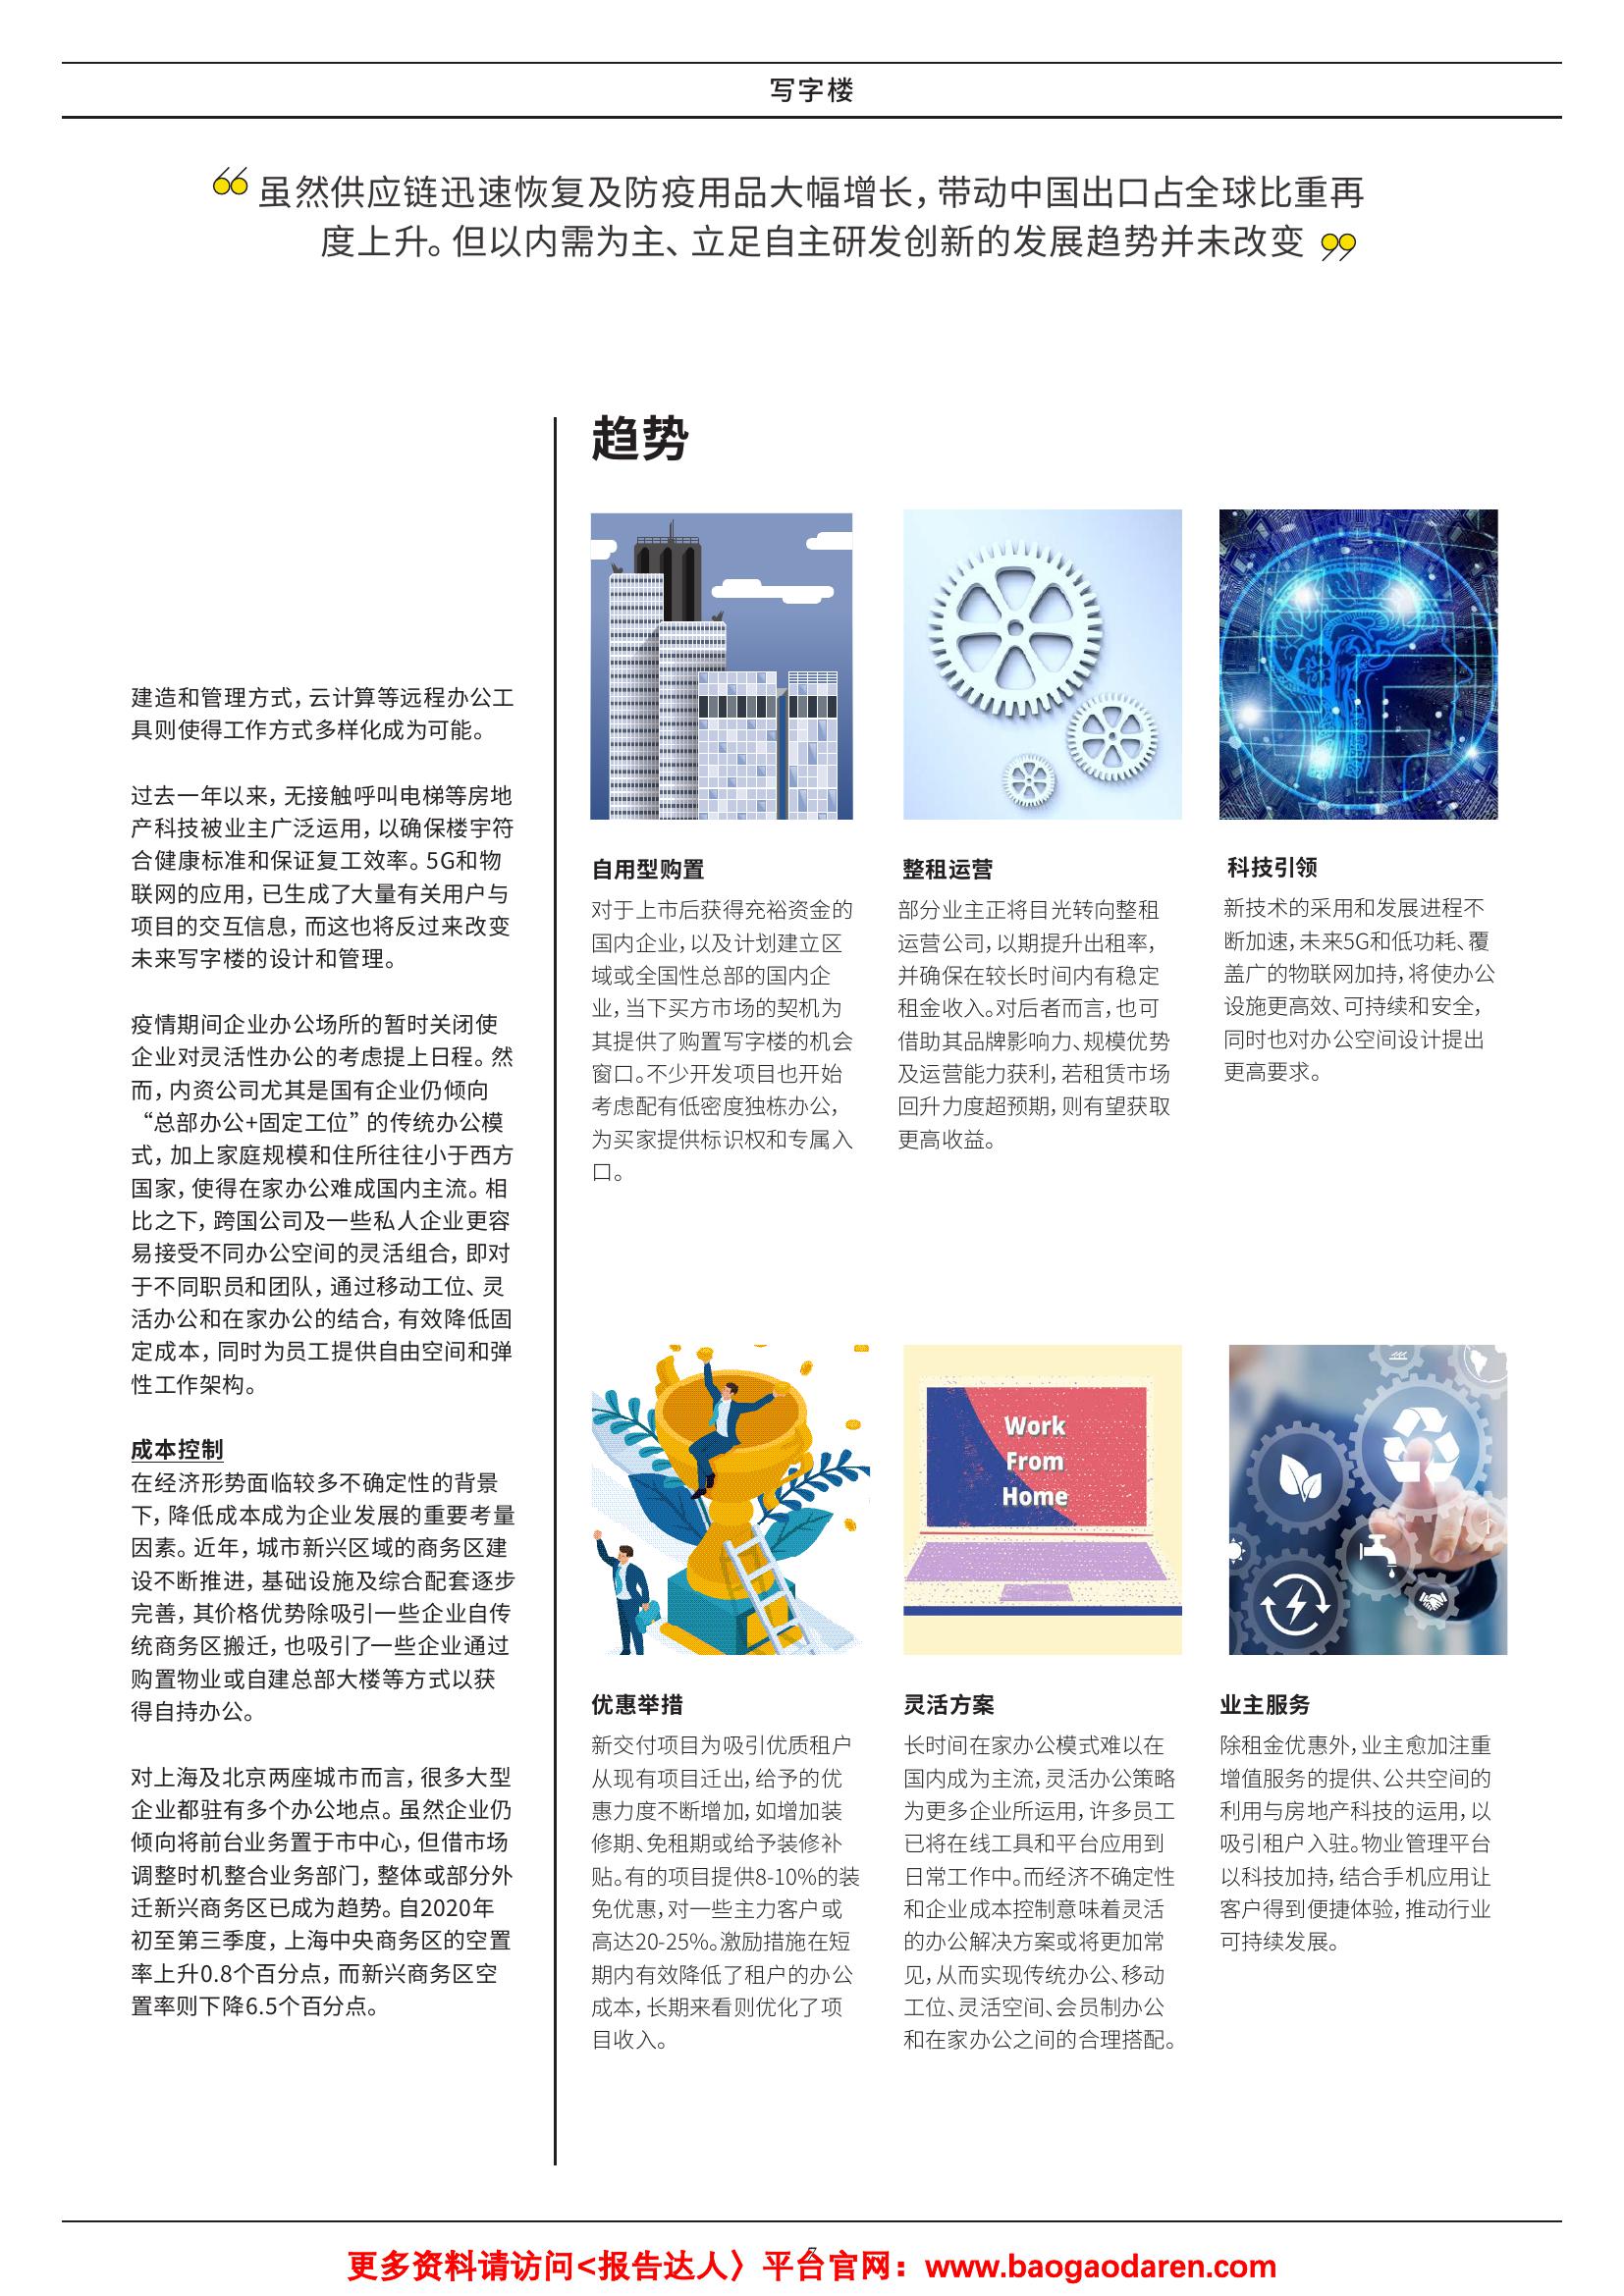 写字楼
“虽然供应链迅速恢复及防疫用品大幅增长，带动中国出口占全球比重再
度上升。但以内需为主、立足自主研发创新的发展趋势并未改变”
建造和管理方式，云计算等远程办公工
具则使得工作方式多样化成为可能。
过去一年以来，无接触呼叫电梯等房地
产科技被业主广泛运用，以确保楼宇符
合健康标准和保证复工效率。5G和物
联网的应用，已生成了大量有关用户与
项目的交互信息，而这也将反过来改变
未来写字楼的设计和管理。
疫情期间企业办公场所的暂时关闭使
企业对灵活性办公的考虑提上日程。然
而，内资公司尤其是国有企业仍倾向
“总部办公+固定工位”的传统办公模
式，加上家庭规模和住所往往小于西方
国家，使得在家办公难成国内主流。相
比之下，跨国公司及一些私人企业更容
易接受不同办公空间的灵活组合，即对
于不同职员和团队，通过移动工位、灵
活办公和在家办公的结合，有效降低固
定成本，同时为员工提供自由空间和弹
性工作架构。
成本控制
在经济形势面临较多不确定性的背景
下，降低成本成为企业发展的重要考量
因素。近年，城市新兴区域的商务区建
设不断推进，基础设施及综合配套逐步
完善，其价格优势除吸引一些企业自传
统商务区搬迁，也吸引了一些企业通过
购置物业或自建总部大楼等方式以获
得自持办公。
对上海及北京两座城市而言，很多大型
企业都驻有多个办公地点。虽然企业仍
倾向将前台业务置于市中心，但借市场
调整时机整合业务部门，整体或部分外
迁新兴商务区已成为趋势。自2020年
初至第三季度，上海中央商务区的空置
率上升0.8个百分点，而新兴商务区空
置率则下降6.5个百分点。
趋势
自用型购置
对于上市后获得充裕资金的
国内企业，以及计划建立区
域或全国性总部的国内企
业，当下买方市场的契机为
其提供了购置写字楼的机会
窗口。不少开发项目也开始
考虑配有低密度独栋办公，
为买家提供标识权和专属入
口。
整租运营
部分业主正将目光转向整租
运营公司，以期提升出租率，
并确保在较长时间内有稳定
租金收入。对后者而言，也可
借助其品牌影响力、规模优势
及运营能力获利，若租赁市场
回升力度超预期，则有望获取
更高收益。
科技引领
新技术的采用和发展进程不
断加速，未来5G和低功耗、覆
盖广的物联网加持，将使办公
设施更高效、可持续和安全，
同时也对办公空间设计提出
更高要求。
优惠举措
新交付项目为吸引优质租户
从现有项目迁出，给予的优
惠力度不断增加，如增加装
修期、免租期或给予装修补
贴。有的项目提供8-10%的装
免优惠，对一些主力客户或
高达20-25%。激励措施在短
期内有效降低了租户的办公
成本，长期来看则优化了项
目收入。
Work
From
Home
灵活方案
长时间在家办公模式难以在
国内成为主流，灵活办公策略
为更多企业所运用，许多员工
已将在线工具和平台应用到
日常工作中。而经济不确定性
和企业成本控制意味着灵活
的办公解决方案或将更加常
见，从而实现传统办公、移动
工位、灵活空间、会员制办公
和在家办公之间的合理搭配。
业主服务
除租金优惠外，业主愈加注重
增值服务的提供、公共空间的
利用与房地产科技的运用，以
吸引租户入驻。物业管理平台
以科技加持，结合手机应用让
客户得到便捷体验，推动行业
可持续发展。
7
更多资料请访问<报告达人〉平台官网：www.baogaodaren.com